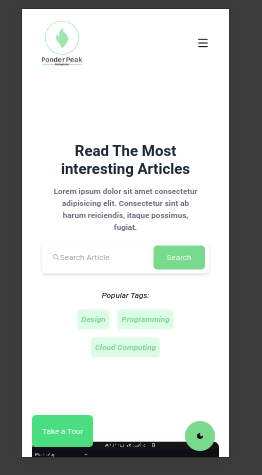 PonderPeak
Read The Most
interesting Articles
Lorem ipsum dolor sit amet consectetur
adipisicing elit. Consectetur sint ab
harum reiciendis, itaque possimus,
fugiat.
Search Article
Search
Popular Tags:
Design
Programming
Cloud Computing
Take a Tour